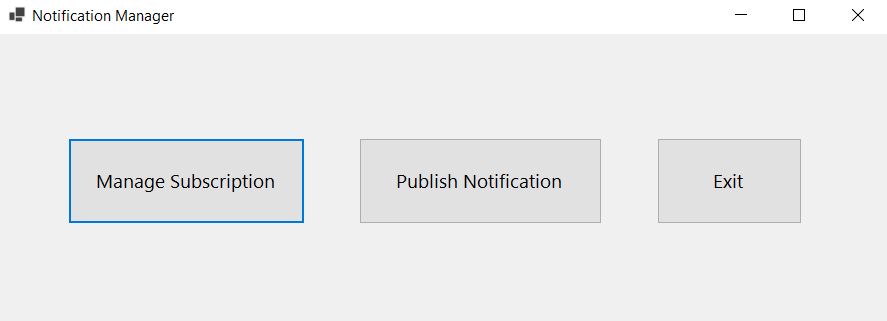 Notification Manager
Manage Subscription
Publish Notification
Exit